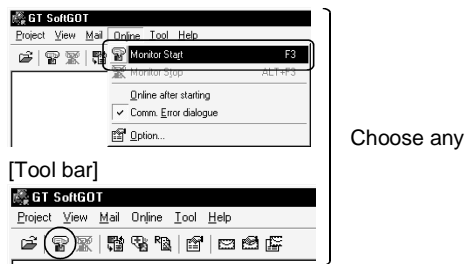 GT SoftGOT
Project View Mail Online Tool Help
Monitor Start F3
Monitor Stop ALT+F3
Online after starting
Comm. Error dialogue
Option...
Choose any
[Tool bar]
GT SoftGOT
Project View Mail Online Tool Help